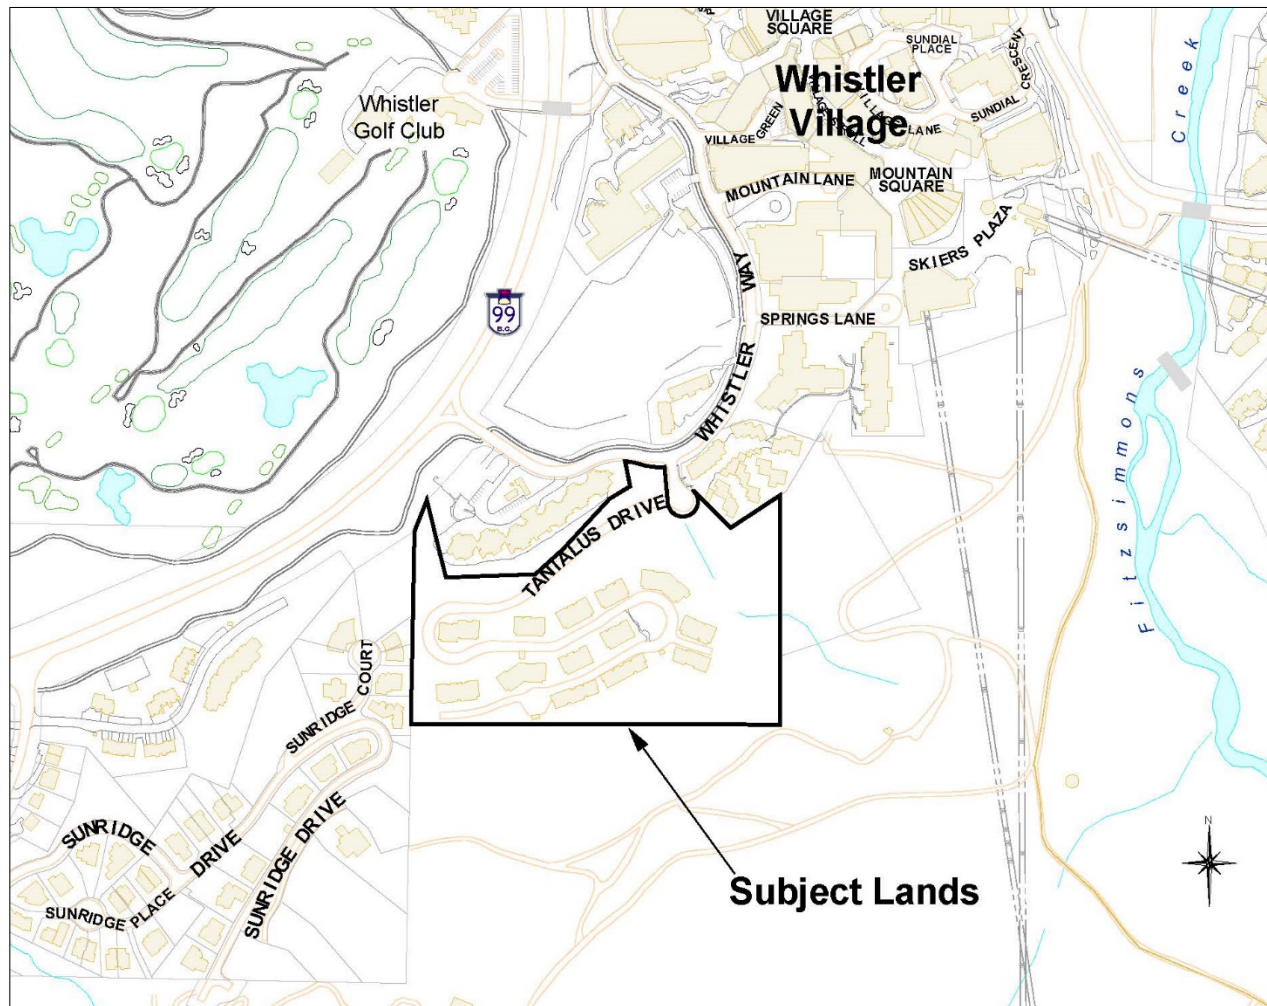 VILLAGE
SQUARE
SUNDIAL
PLACE
CRESCENT
Whistler
Village
Creek
Whistler
Golf Club
VILLAGE GREEN
VILLAGE LANE
SUNDIAL
MOUNTAIN LANE
MOUNTAIN
SQUARE
SKIERS PLAZA
99
B.C.
WHISTLER WAY
SPRINGS LANE
Fitzsimmons
TANTALUS DRIVE
SUNRIDGE COURT
SUNRIDGE DRIVE
SUNRIDGE DRIVE
SUNRIDGE PLACE
N
Subject Lands